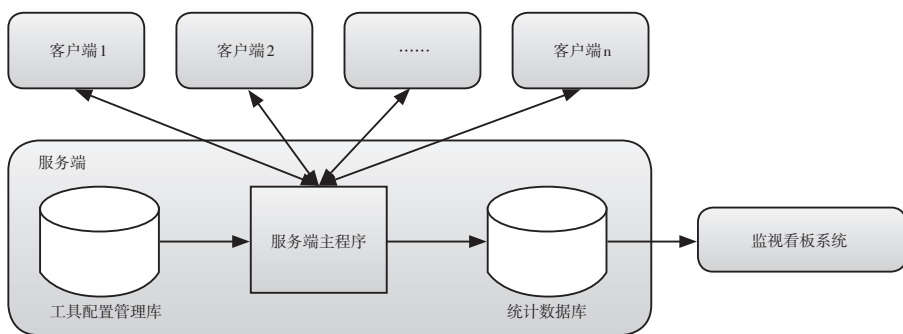 客户端1
客户端2
……
客户端n
服务端
服务端主程序
监视看板系统
工具配置管理库
统计数据库